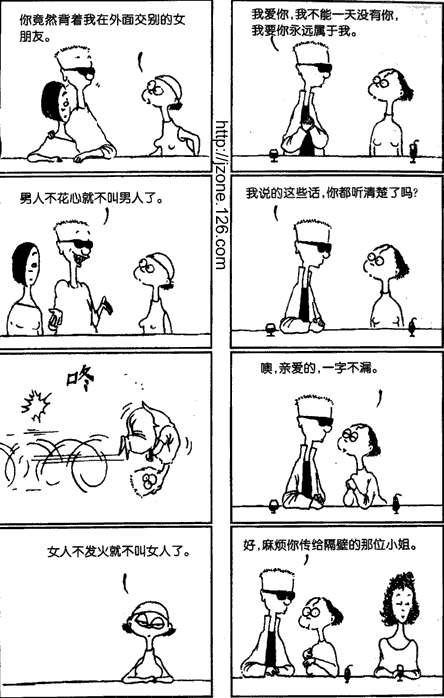 你竟然背着我在外面交别的女
朋友。
男人不花心就不叫男人了。
咚
女人不发火就不叫女人了。
http://jzone.126.com
我爱你,我不能一天没有你,
我要你永远属于我。
我说的这些话,你都听清楚了吗?
噢,亲爱的,一字不漏。
好,麻烦你传给隔壁的那位小姐。